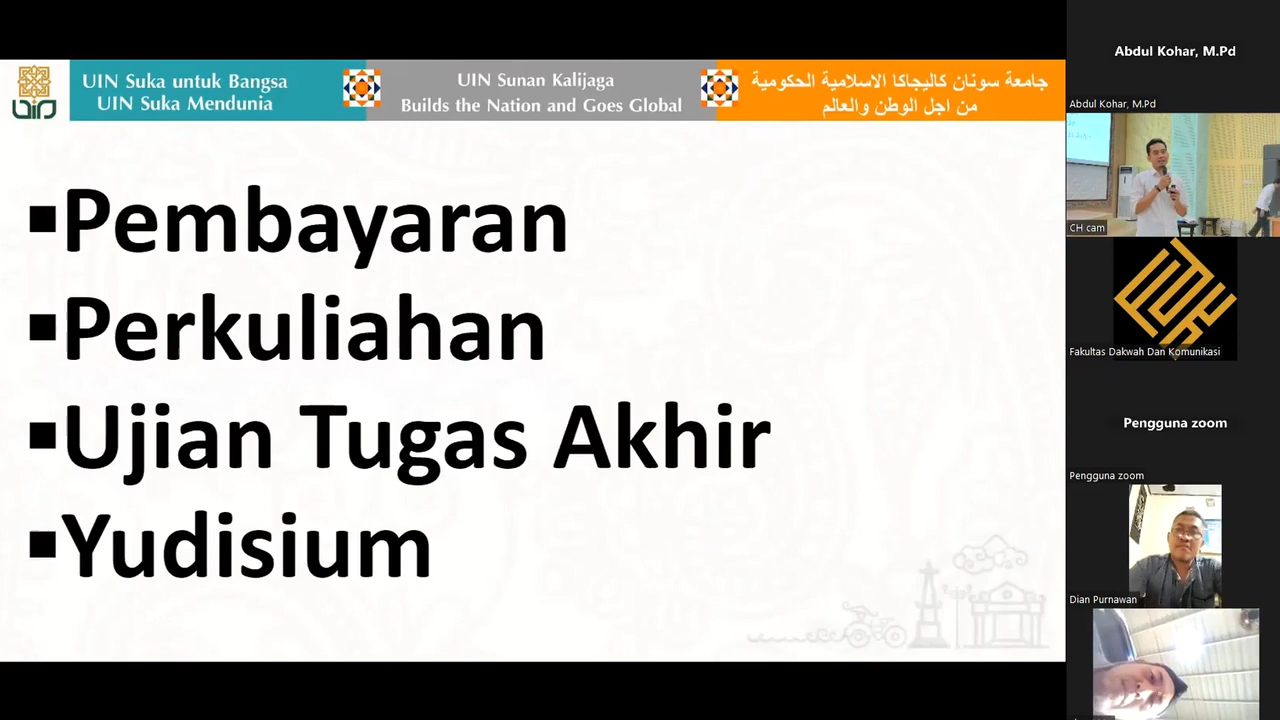 UIN Suka untuk Bangsa
UIN Suka Mendunia
UIN Sunan Kalijaga
Builds the Nation and Goes Global
جامعة سونان كاليجاكا الاسلامية الحكومية
من اجل الوطن والعالم
▪Pembayaran
▪Perkuliahan
▪Ujian Tugas Akhir
▪Yudisium
Abdul Kohar, M.Pd
Abdul Kohar, M.Pd
CH cam
Fakultas Dakwah Dan Komunikasi
Pengguna zoom
Pengguna zoom
Dian Purnawan